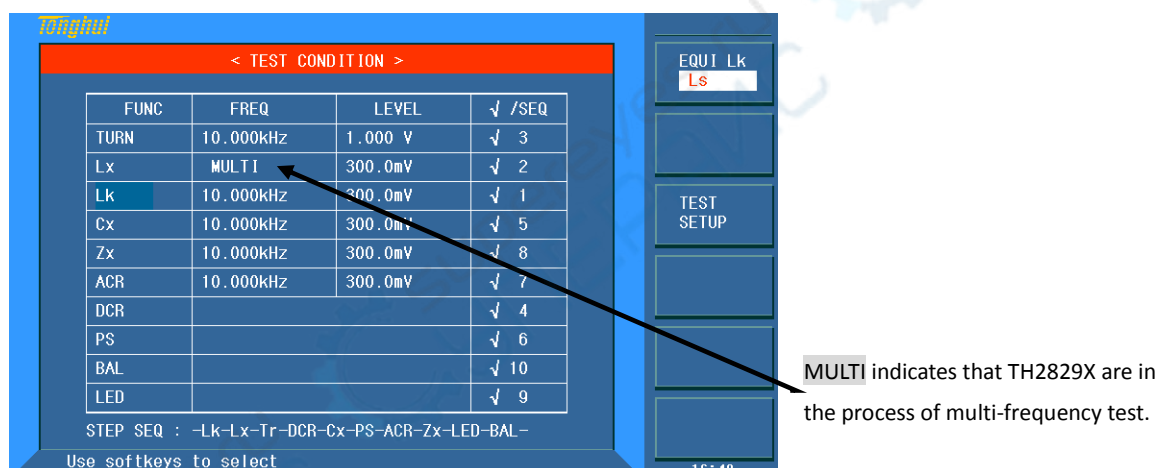 Tonghui
< TEST CONDITION >
FUNC FREQ LEVEL √ /SEQ
TURN 10.000kHz 1.000 V √ 3
Lx MULTI 300.0mV √ 2
Lk 10.000kHz 300.0mV √ 1
Cx 10.000kHz 300.0mV √ 5
Zx 10.000kHz 300.0mV √ 8
ACR 10.000kHz 300.0mV √ 7
DCR √ 4
PS √ 6
BAL √ 10
LED √ 9
STEP SEQ : -Lk-Lx-Tr-DCR-Cx-PS-ACR-Zx-LED-BAL-
Use softkeys to select
EQUI Lk
Ls
TEST
SETUP
MULTI indicates that TH2829X are in
the process of multi-frequency test.